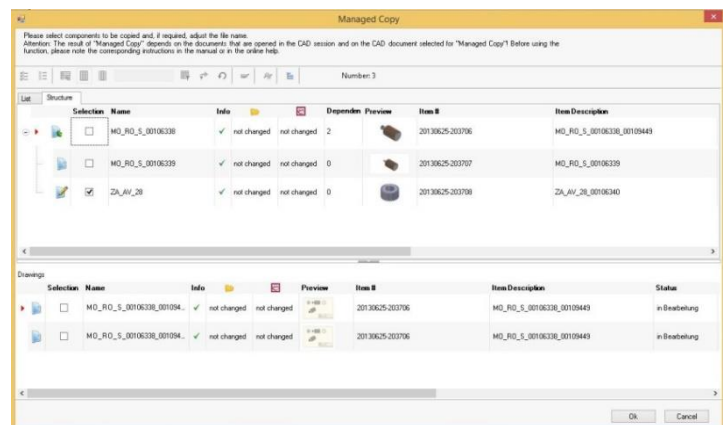 Managed Copy
Please select components to be copied and, if required, adjust the file name.
Attention: The result of "Managed Copy" depends on the documents that are opened in the CAD session and on the CAD document selected for "Managed Copy"! Before using the
function, please note the corresponding instructions in the manual or in the online help.
Number: 3
List Structure
Selection Name Info Dependen Preview Item # Item Description
MO_RO_S_00106338 not changed not changed 2 20130625-203706 MO_RO_S_00106338_00109449
MO_RO_S_00106339 not changed not changed 0 20130625-203707 MO_RO_S_00106339
ZA_AV_28 not changed not changed 0 20130625-203708 ZA_AV_28_00106340
Drawings
Selection Name Info Preview Item # Item Description Status
MO_RO_S_00106338_001094... not changed not changed 20130625-203706 MO_RO_S_00106338_00109449 in Bearbeitung
MO_RO_S_00106338_001094... not changed not changed 20130625-203706 MO_RO_S_00106338_00109449 in Bearbeitung
Ok Cancel